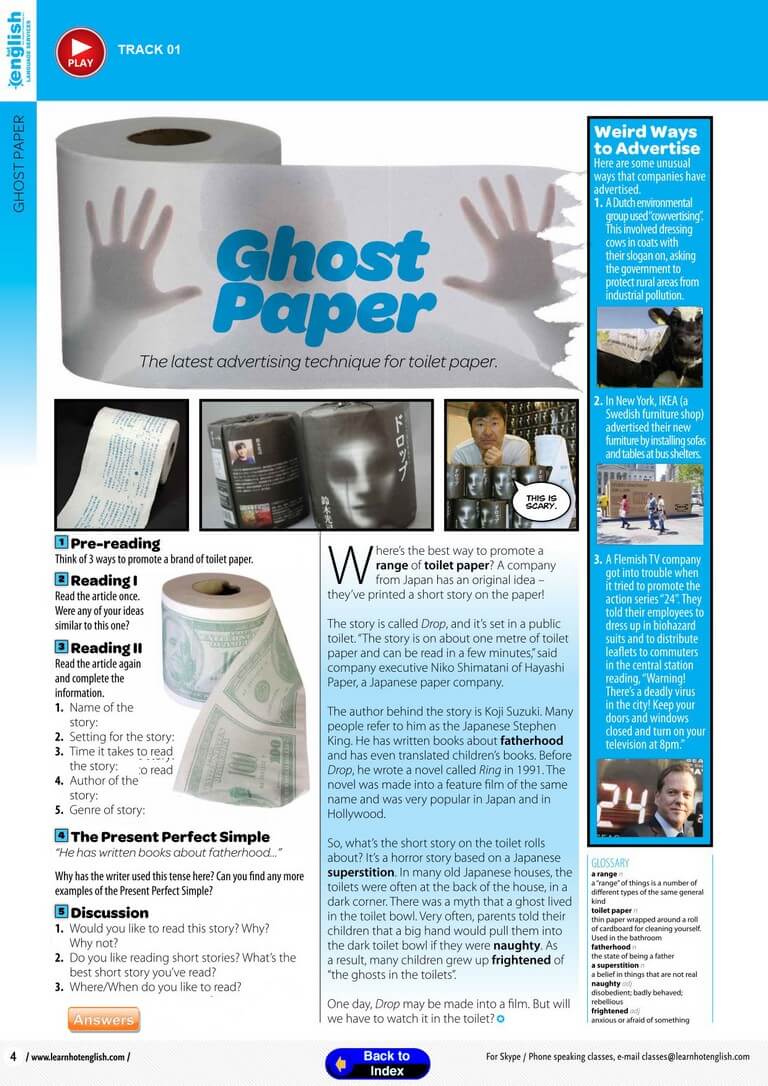 hot
english
LANGUAGE SERVICES
PLAY
TRACK 01
GHOST PAPER
Ghost
Paper
The latest advertising technique for toilet paper.
ドロップ
鈴木光司
THIS IS
SCARY.
1 Pre-reading
Think of 3 ways to promote a brand of toilet paper.
2 Reading I
Read the article once.
Were any of your ideas
similar to this one?
3 Reading II
Read the article again
and complete the
information.
1. Name of the
story:
2. Setting for the story:
3. Time it takes to read
the story:
to read
4. Author of the
story:
5. Genre of story:
4 The Present Perfect Simple
“He has written books about fatherhood...”
Why has the writer used this tense here? Can you find any more
examples of the Present Perfect Simple?
5 Discussion
1. Would you like to read this story? Why?
Why not?
2. Do you like reading short stories? What’s the
best short story you’ve read?
3. Where/When do you like to read?
Answers
100
Where’s the best way to promote a
range of toilet paper? A company
from Japan has an original idea –
they’ve printed a short story on the paper!
The story is called Drop, and it’s set in a public
toilet. “The story is on about one metre of toilet
paper and can be read in a few minutes,” said
company executive Niko Shimatani of Hayashi
Paper, a Japanese paper company.
The author behind the story is Koji Suzuki. Many
people refer to him as the Japanese Stephen
King. He has written books about fatherhood
and has even translated children’s books. Before
Drop, he wrote a novel called Ring in 1991. The
novel was made into a feature film of the same
name and was very popular in Japan and in
Hollywood.
So, what’s the short story on the toilet rolls
about? It’s a horror story based on a Japanese
superstition. In many old Japanese houses, the
toilets were often at the back of the house, in a
dark corner. There was a myth that a ghost lived
in the toilet bowl. Very often, parents told their
children that a big hand would pull them into
the dark toilet bowl if they were naughty. As
a result, many children grew up frightened of
“the ghosts in the toilets”.
One day, Drop may be made into a film. But will
we have to watch it in the toilet?
Weird Ways
to Advertise
Here are some unusual
ways that companies have
advertised.
1. A Dutch environmental
group used “cowvertising”.
This involved dressing
cows in coats with
their slogan on, asking
the government to
protect rural areas from
industrial pollution.
2. In New York, IKEA (a
Swedish furniture shop)
advertised their new
furniture by installing sofas
and tables at bus shelters.
3. A Flemish TV company
got into trouble when
it tried to promote the
action series “24”. They
told their employees to
dress up in biohazard
suits and to distribute
leaflets to commuters
in the central station
reading, “Warning!
There’s a deadly virus
in the city! Keep your
doors and windows
closed and turn on your
television at 8pm.”
24
GLOSSARY
a range n
a “range” of things is a number of
different types of the same general
kind
toilet paper n
thin paper wrapped around a roll
of cardboard for cleaning yourself.
Used in the bathroom
fatherhood n
the state of being a father
a superstition n
a belief in things that are not real
naughty adj
disobedient; badly behaved;
rebellious
frightened adj
anxious or afraid of something
4 / www.learnhotenglish.com /
Back to
Index
For Skype / Phone speaking classes, e-mail classes@learnhotenglish.com